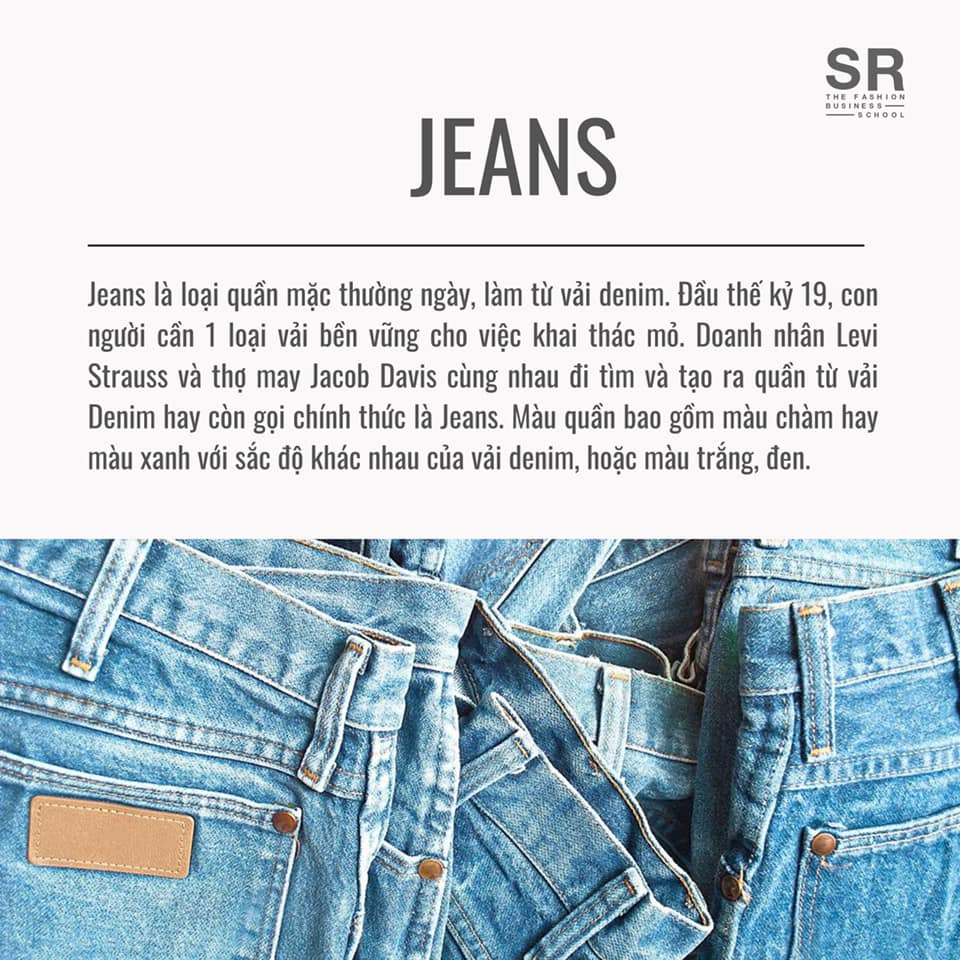 SR
THE FASHION
BUSINESS
SCHOOL
JEANS
Jeans là loại quần mặc thường ngày, làm từ vải denim. Đầu thế kỷ 19, con
người cần 1 loại vải bền vững cho việc khai thác mỏ. Doanh nhân Levi
Strauss và thợ may Jacob Davis cùng nhau đi tìm và tạo ra quần từ vải
Denim hay còn gọi chính thức là Jeans. Màu quần bao gồm màu chàm hay
màu xanh với sắc độ khác nhau của vải denim, hoặc màu trắng, đen.